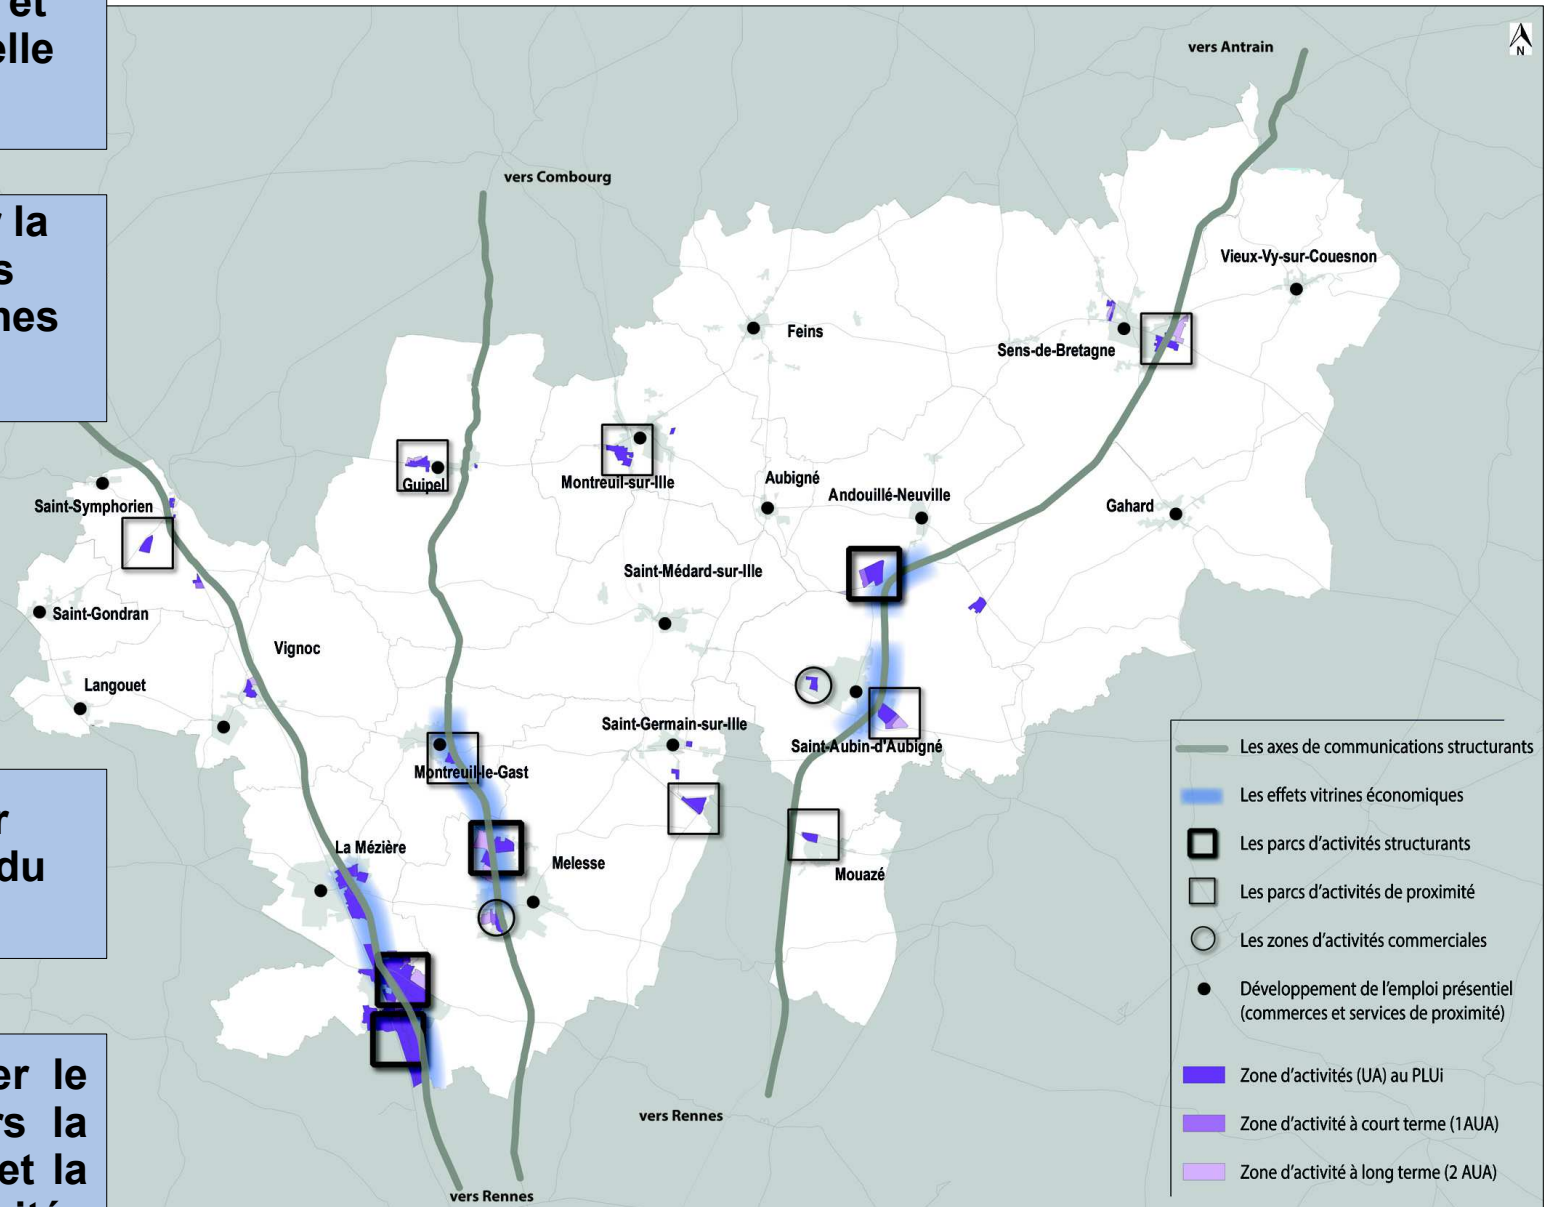 et
elle
r la
s
nes
r
du
er le
rs la
et la
vers Antrain
N
vers Combourg
Vieux-Vy-sur-Couesnon
Feins
Sens-de-Bretagne
Guipel
Montreuil-sur-Ille
Aubigné
Andouillé-Neuville
Gahard
Saint-Symphorien
Saint-Médard-sur-Ille
Saint-Gondran
Vignoc
Langouet
Saint-Germain-sur-Ille
Saint-Aubin-d'Aubigné
Montreuil-le-Gast
La Mézière
Melesse
Mouazé
vers Rennes
vers Rennes
Les axes de communications structurants
Les effets vitrines économiques
Les parcs d'activités structurants
Les parcs d'activités de proximité
Les zones d'activités commerciales
Développement de l'emploi présentiel
(commerces et services de proximité)
Zone d'activités (UA) au PLUi
Zone d'activité à court terme (1AUA)
Zone d'activité à long terme (2 AUA)